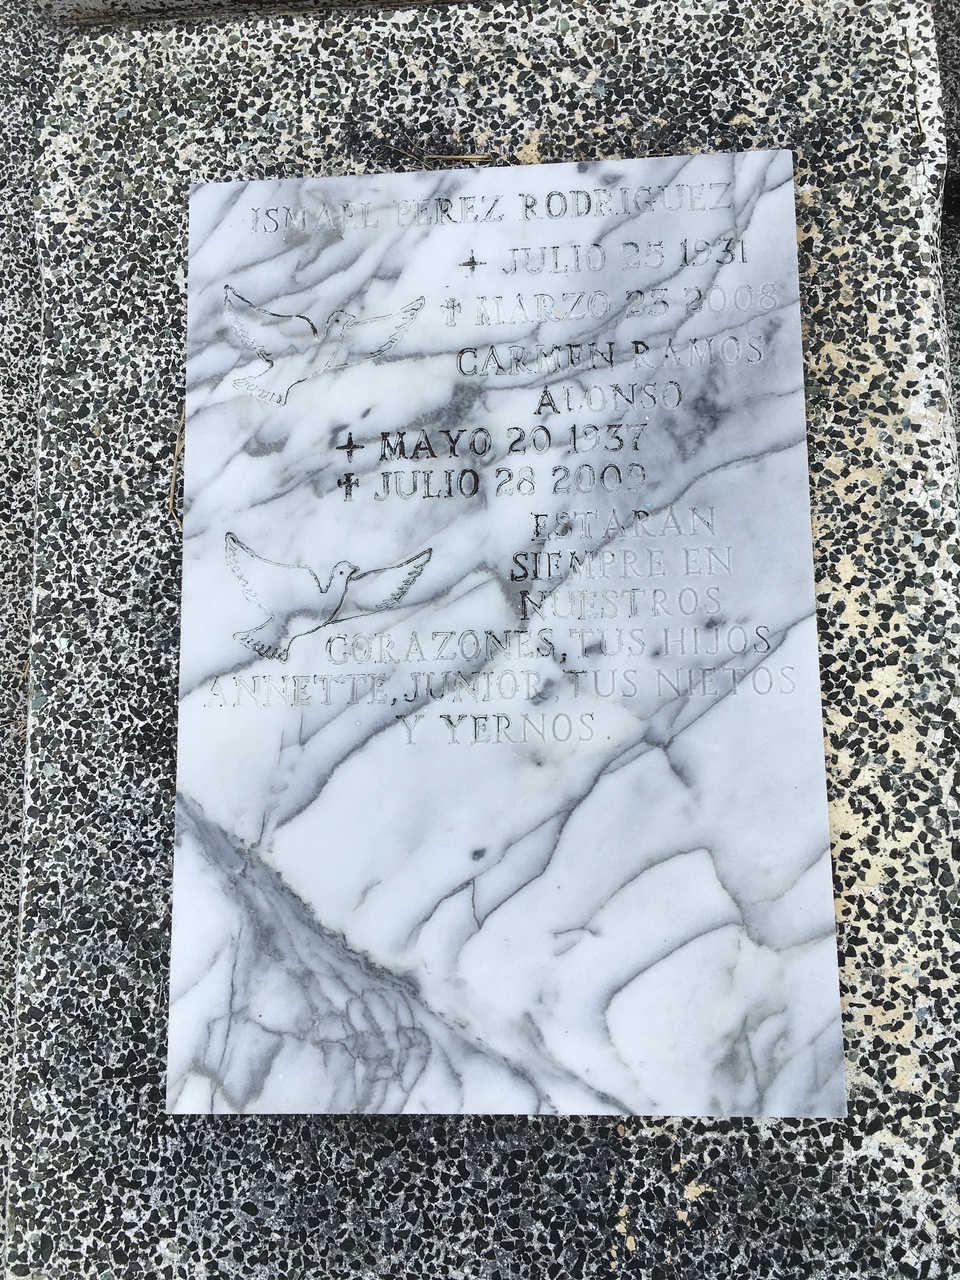 ISMAEL PEREZ RODRIGUEZ
+ JULIO 25 1931
✝ MARZO 23 2008
CARMEN RAMOS
ALONSO
+ MAYO 20 1937
✝ JULIO 28 2009
ESTARAN
SIEMPRE EN
NUESTROS
CORAZONES, TUS HIJOS
ANNETTE, JUNIOR, TUS NIETOS
Y YERNOS.